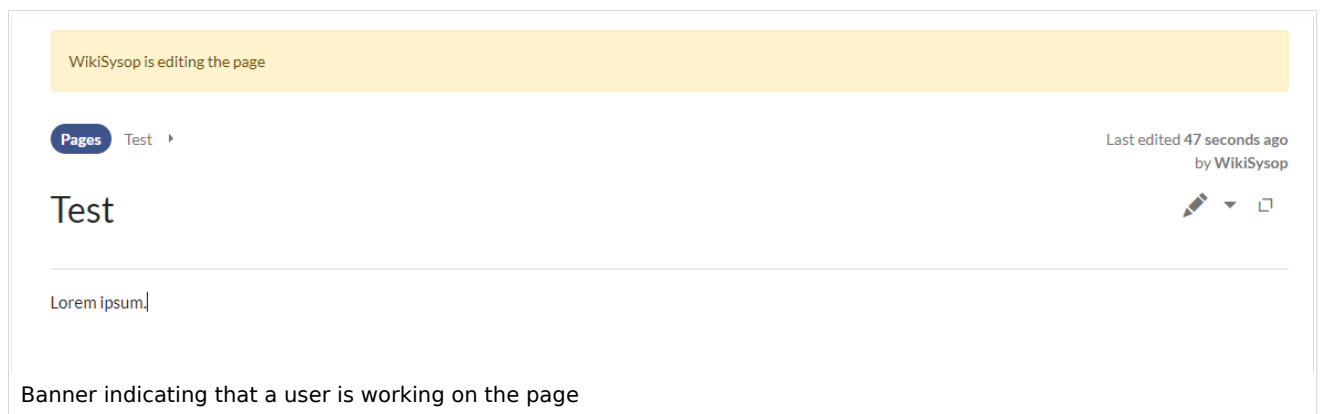 WikiSysop is editing the page
Pages Test
Last edited 47 seconds ago
by WikiSysop
Test
Lorem ipsum.
Banner indicating that a user is working on the page